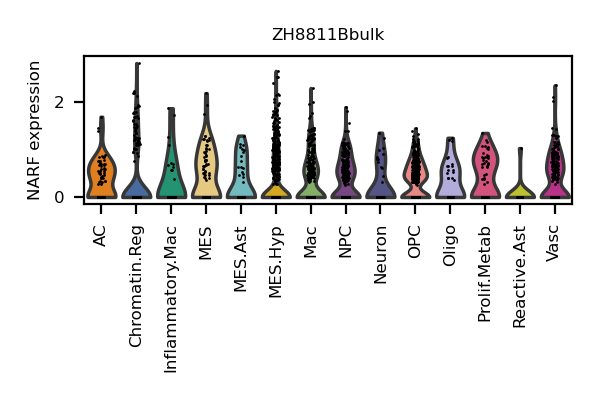 ZH8811Bbulk
NARF expression
2
0
AC
Chromatin.Reg
Inflammatory.Mac
MES
MES.Ast
MES.Hyp
Mac
NPC
Neuron
OPC
Oligo
Prolif.Metab
Reactive.Ast
Vasc